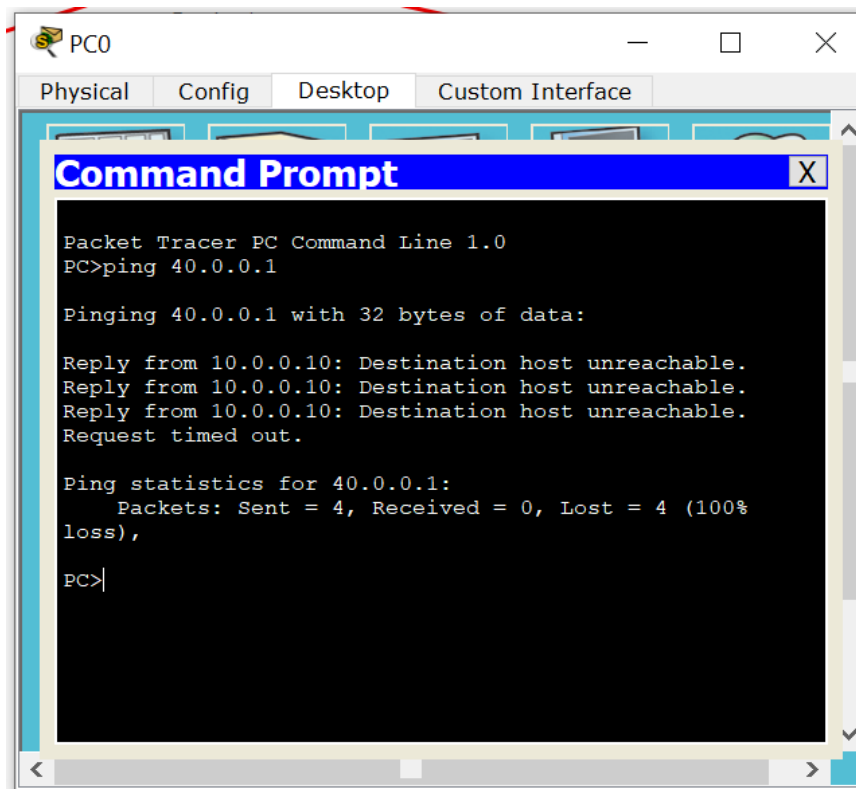 PC0
Physical Config Desktop Custom Interface
Command Prompt X
Packet Tracer PC Command Line 1.0
PC>ping 40.0.0.1
Pinging 40.0.0.1 with 32 bytes of data:
Reply from 10.0.0.10: Destination host unreachable.
Reply from 10.0.0.10: Destination host unreachable.
Reply from 10.0.0.10: Destination host unreachable.
Request timed out.
Ping statistics for 40.0.0.1:
Packets: Sent = 4, Received = 0, Lost = 4 (100%
loss),
PC>